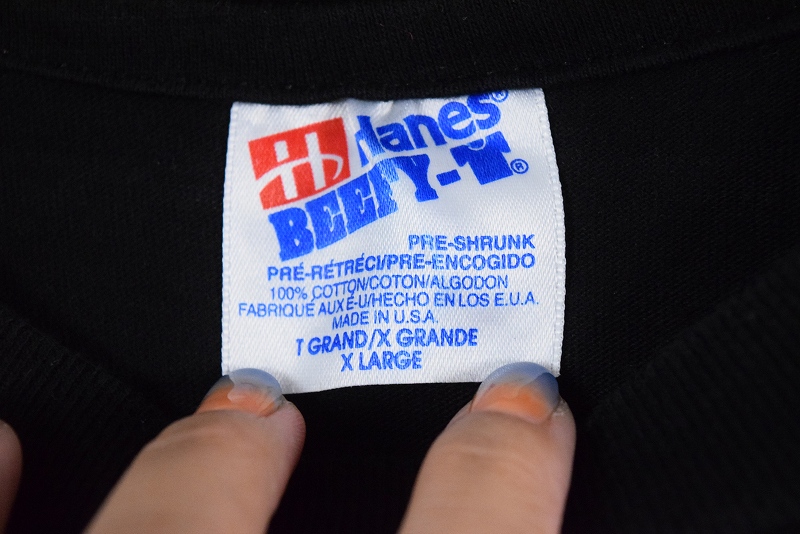 Hanes®
BEEFY-T®
PRE-SHRUNK
PRÉ-RÉTRÉCI/PRE-ENCOGIDO
100% COTTON/COTON/ALGODON
FABRIQUÉ AUX É-U/HECHO EN LOS E.U.A.
MADE IN U.S.A.
T GRAND/X GRANDE
X LARGE